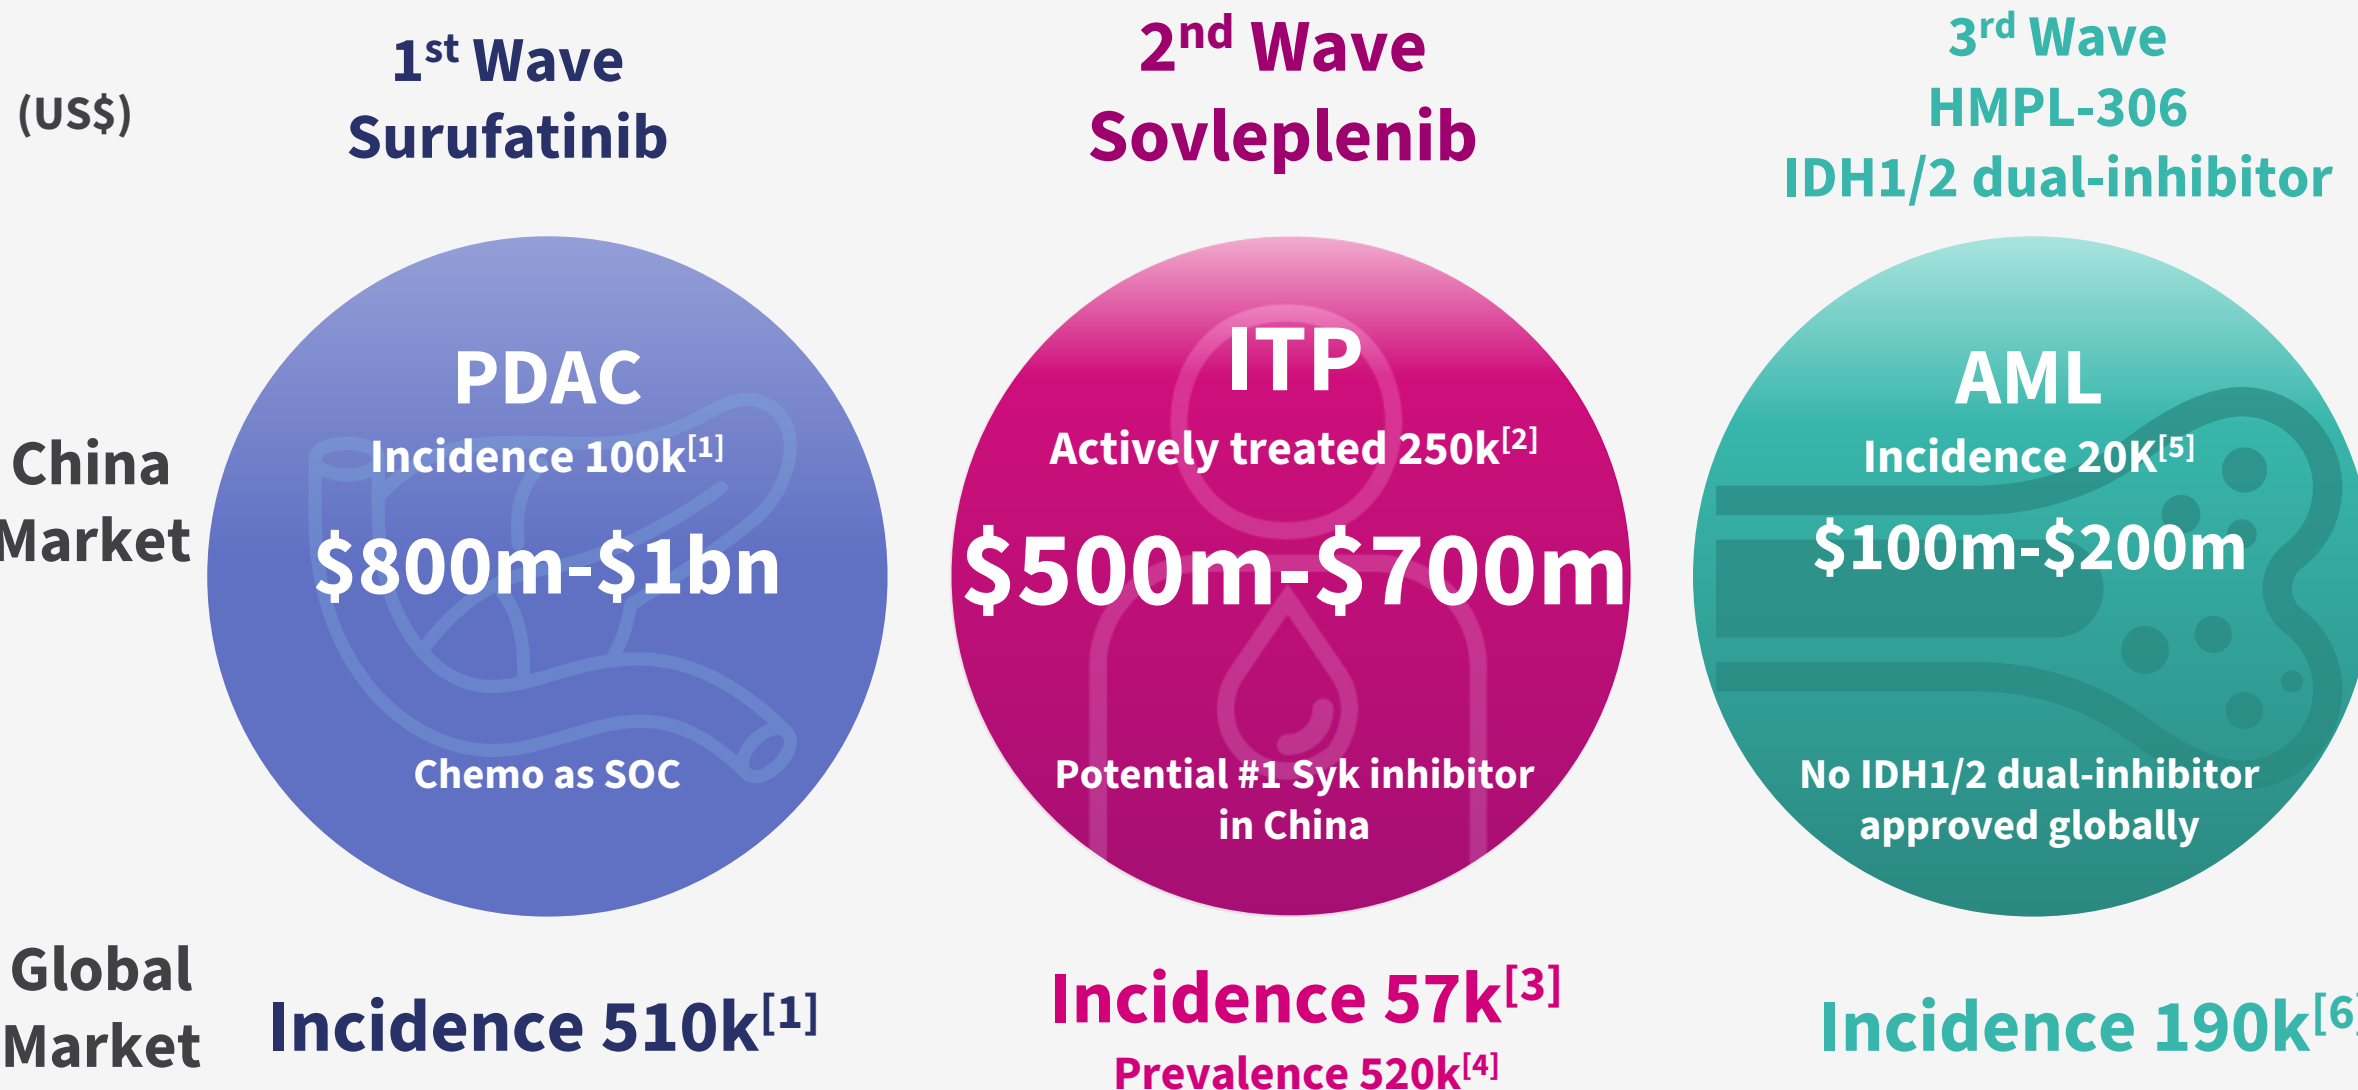 (US$)
1st Wave
Surufatinib
2nd Wave
Sovleplenib
3rd Wave
HMPL-306
IDH1/2 dual-inhibitor
China
Market
PDAC
Incidence 100k[1]
$800m-$1bn
Chemo as SOC
ITP
Actively treated 250k[2]
$500m-$700m
Potential #1 Syk inhibitor
in China
AML
Incidence 20K[5]
$100m-$200m
No IDH1/2 dual-inhibitor
approved globally
Global
Market
Incidence 510k[1]
Incidence 57k[3]
Prevalence 520k[4]
Incidence 190k[6]